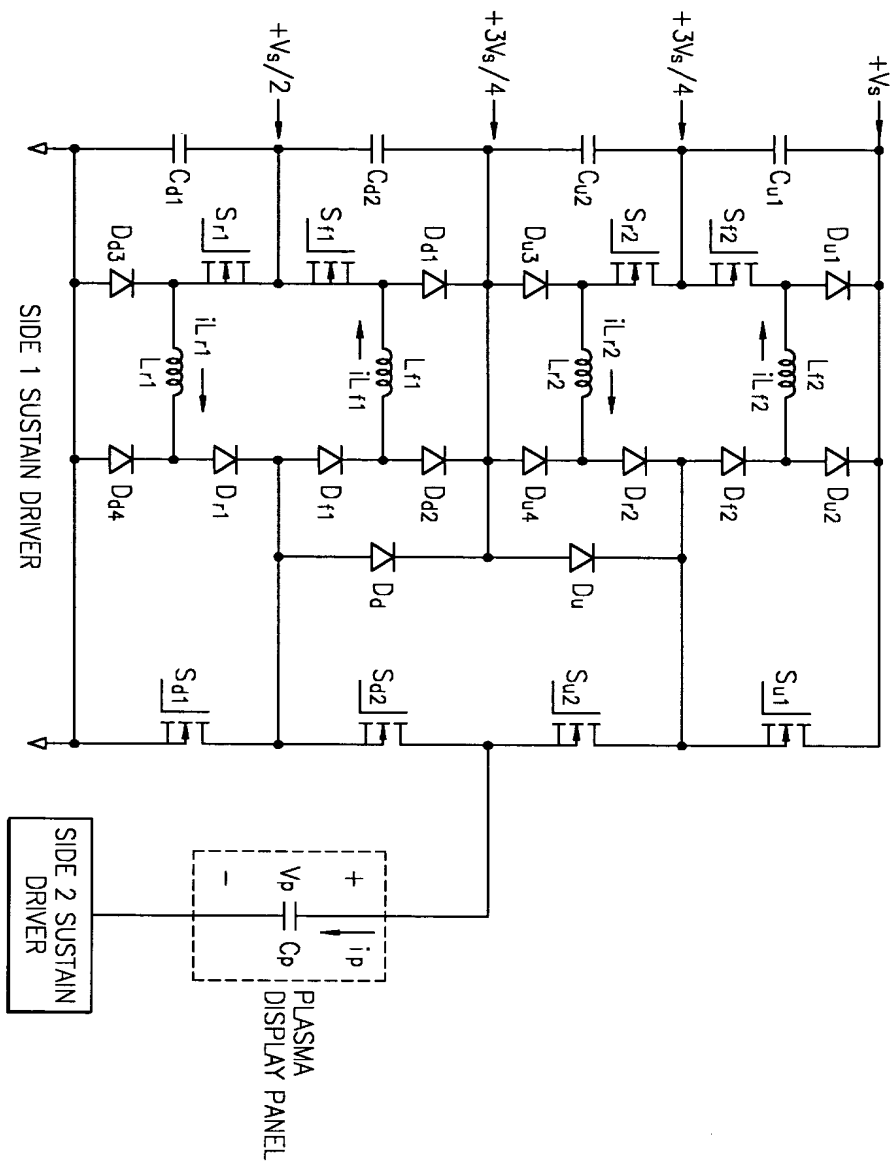 +Vs
Du1
Lf2
Du2
Cu1
Su1
iLf2
Sf2
Df2
+3Vs/4
Sr2
Dr2
iLr2
Cu2
Su2
Lr2
Du3
Du4
Du
+3Vs/4
Dd1
Dd2
Lf1
Cd2
Sd2
Dd
iLf1
Sf1
Df1
+Vs/2
Sr1
Dr1
iLr1
Cd1
Sd1
Lr1
Dd3
Dd4
+
ip
Vp
Cp
-
PLASMA
DISPLAY PANEL
SIDE 1 SUSTAIN DRIVER
SIDE 2 SUSTAIN
DRIVER